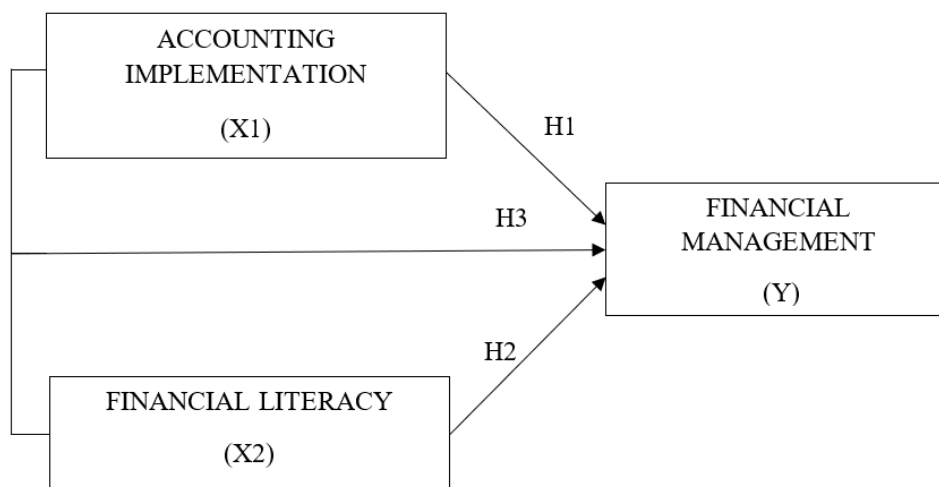 ACCOUNTING
IMPLEMENTATION
(X1)
H1
H3
FINANCIAL
MANAGEMENT
(Y)
H2
FINANCIAL LITERACY
(X2)